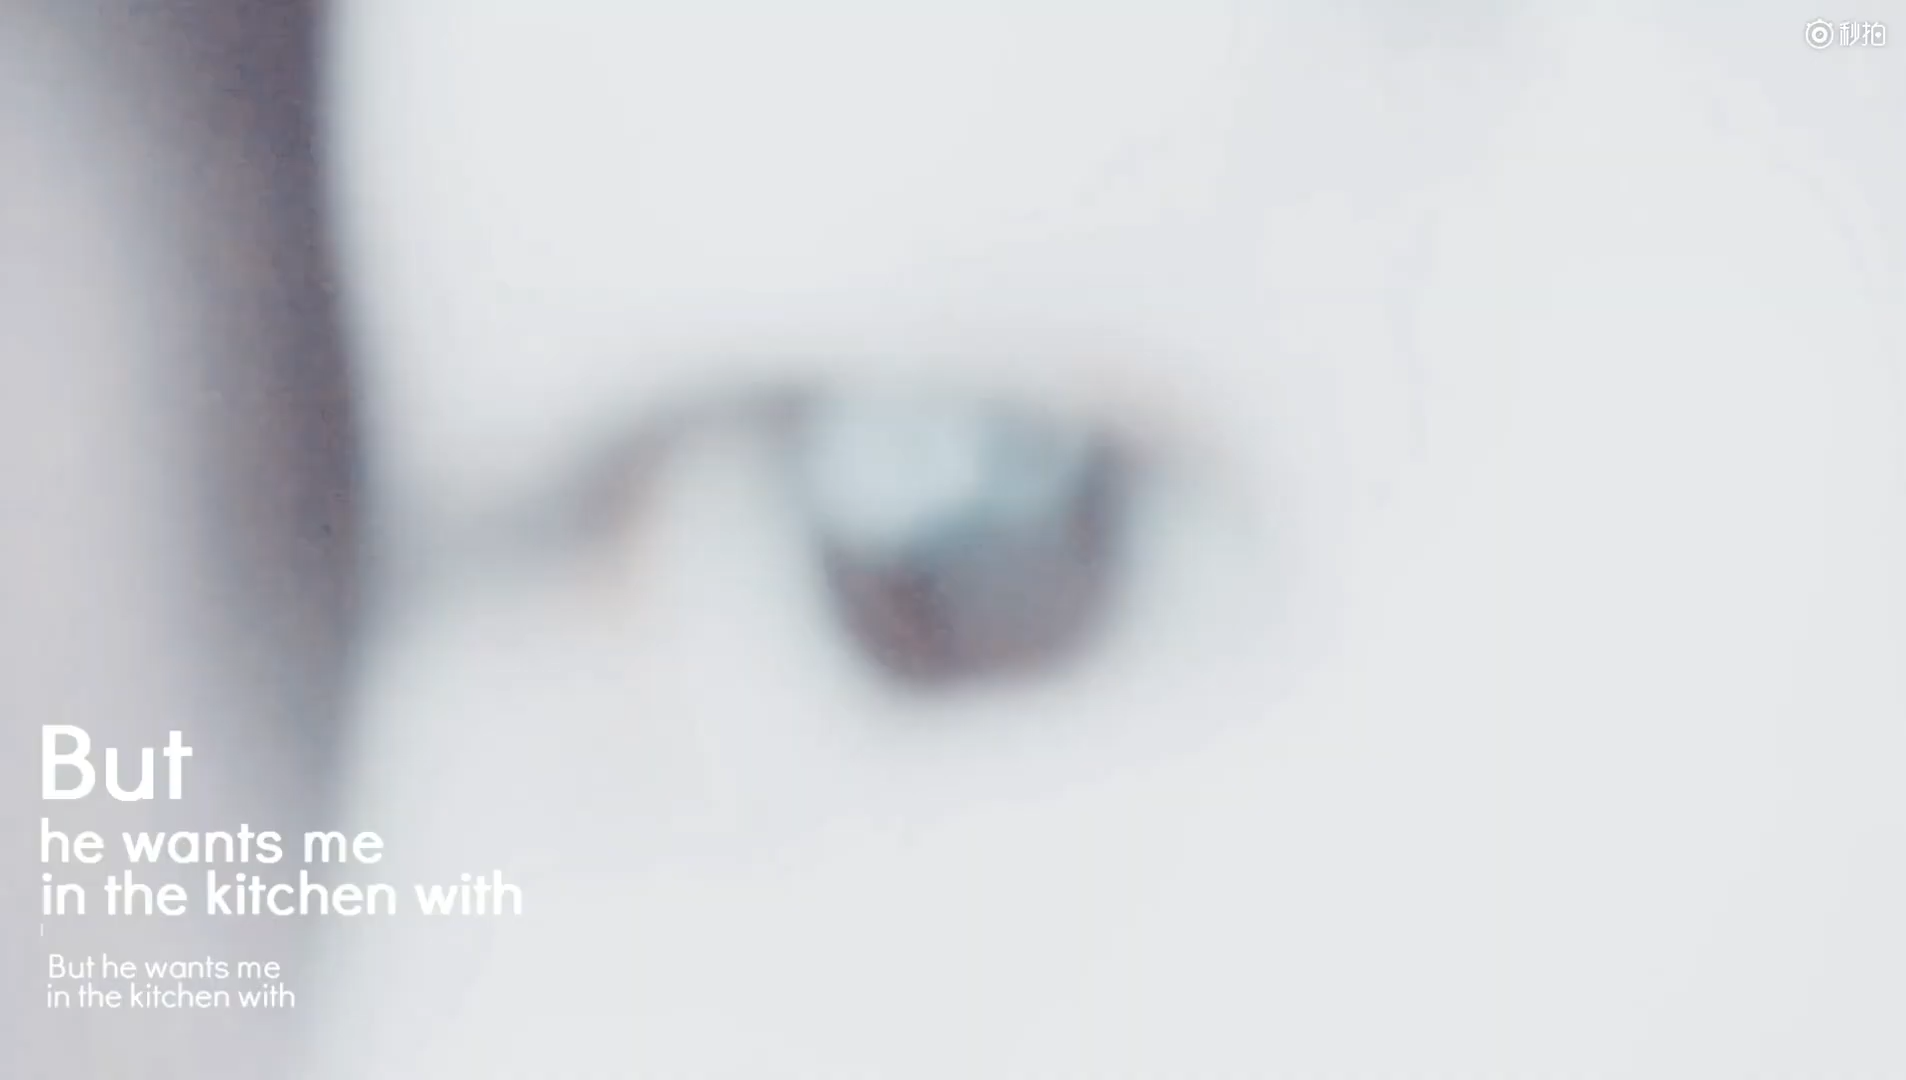 秒拍
But
he wants me
in the kitchen with
But he wants me
in the kitchen with